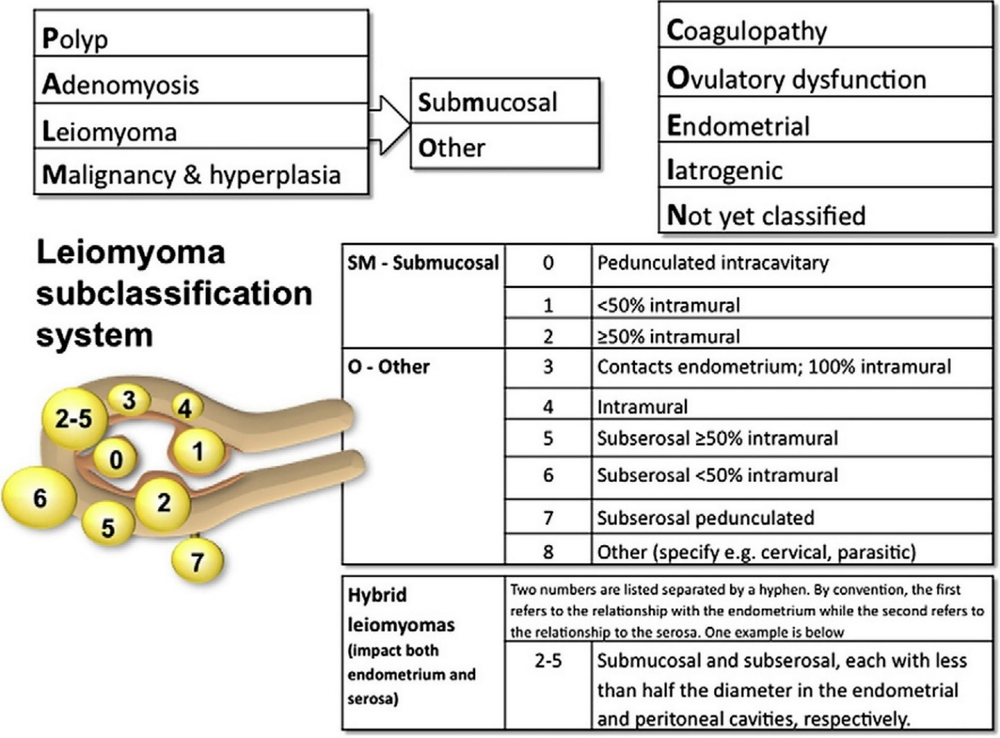 Polyp
Adenomyosis
Leiomyoma
Malignancy & hyperplasia
Submucosal
Other
Coagulopathy
Ovulatory dysfunction
Endometrial
Iatrogenic
Not yet classified
Leiomyoma
subclassification
system
SM - Submucosal
0 Pedunculated intracavitary
1 <50% intramural
2 ≥50% intramural
O - Other
3 Contacts endometrium; 100% intramural
4 Intramural
5 Subserosal ≥50% intramural
6 Subserosal <50% intramural
7 Subserosal pedunculated
8 Other (specify e.g. cervical, parasitic)
2-5
3
4
0
1
6
2
5
7
Hybrid
leiomyomas
(impact both
endometrium and
serosa)
Two numbers are listed separated by a hyphen. By convention, the first
refers to the relationship with the endometrium while the second refers to
the relationship to the serosa. One example is below
2-5 Submucosal and subserosal, each with less
than half the diameter in the endometrial
and peritoneal cavities, respectively.